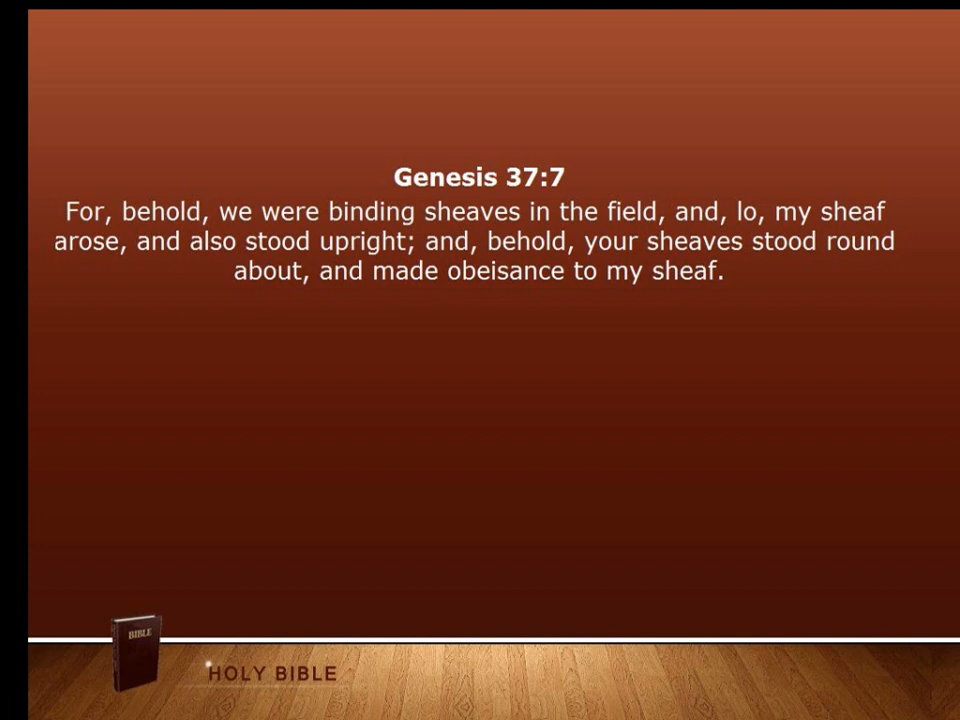 Genesis 37:7
For, behold, we were binding sheaves in the field, and, lo, my sheaf
arose, and also stood upright; and, behold, your sheaves stood round
about, and made obeisance to my sheaf.
BIBLE
HOLY BIBLE